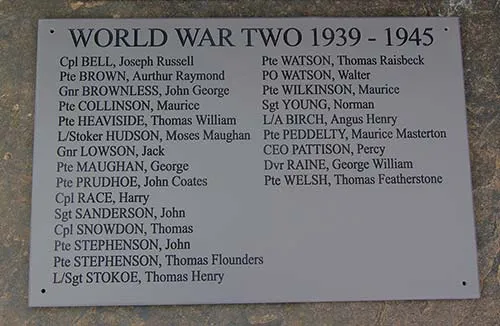 WORLD WAR TWO 1939 - 1945
Cpl BELL, Joseph Russell
Pte BROWN, Aurthur Raymond
Gnr BROWNLESS, John George
Pte COLLINSON, Maurice
Pte HEAVISIDE, Thomas William
L/Stoker HUDSON, Moses Maughan
Gnr LOWSON, Jack
Pte MAUGHAN, George
Pte PRUDHOE, John Coates
Cpl RACE, Harry
Sgt SANDERSON, John
Cpl SNOWDON, Thomas
Pte STEPHENSON, John
Pte STEPHENSON, Thomas Flounders
L/Sgt STOKOE, Thomas Henry
Pte WATSON, Thomas Raisbeck
PO WATSON, Walter
Pte WILKINSON, Maurice
Sgt YOUNG, Norman
L/A BIRCH, Angus Henry
Pte PEDDELTY, Maurice Masterton
CEO PATTISON, Percy
Dvr RAINE, George William
Pte WELSH, Thomas Featherstone